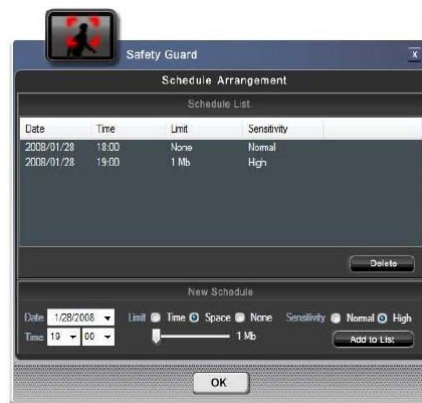 Safety Guard
X
Schedule Arrangement
Schedule List
Date Time Limit Sensitivity
2008/01/28 18:00 None Normal
2008/01/28 19:00 1 Mb High
Delete
New Schedule
Date 1/28/2008 Limit Time Space None Sensitivity Normal High
Time 19 00 1 Mb Add to List
OK